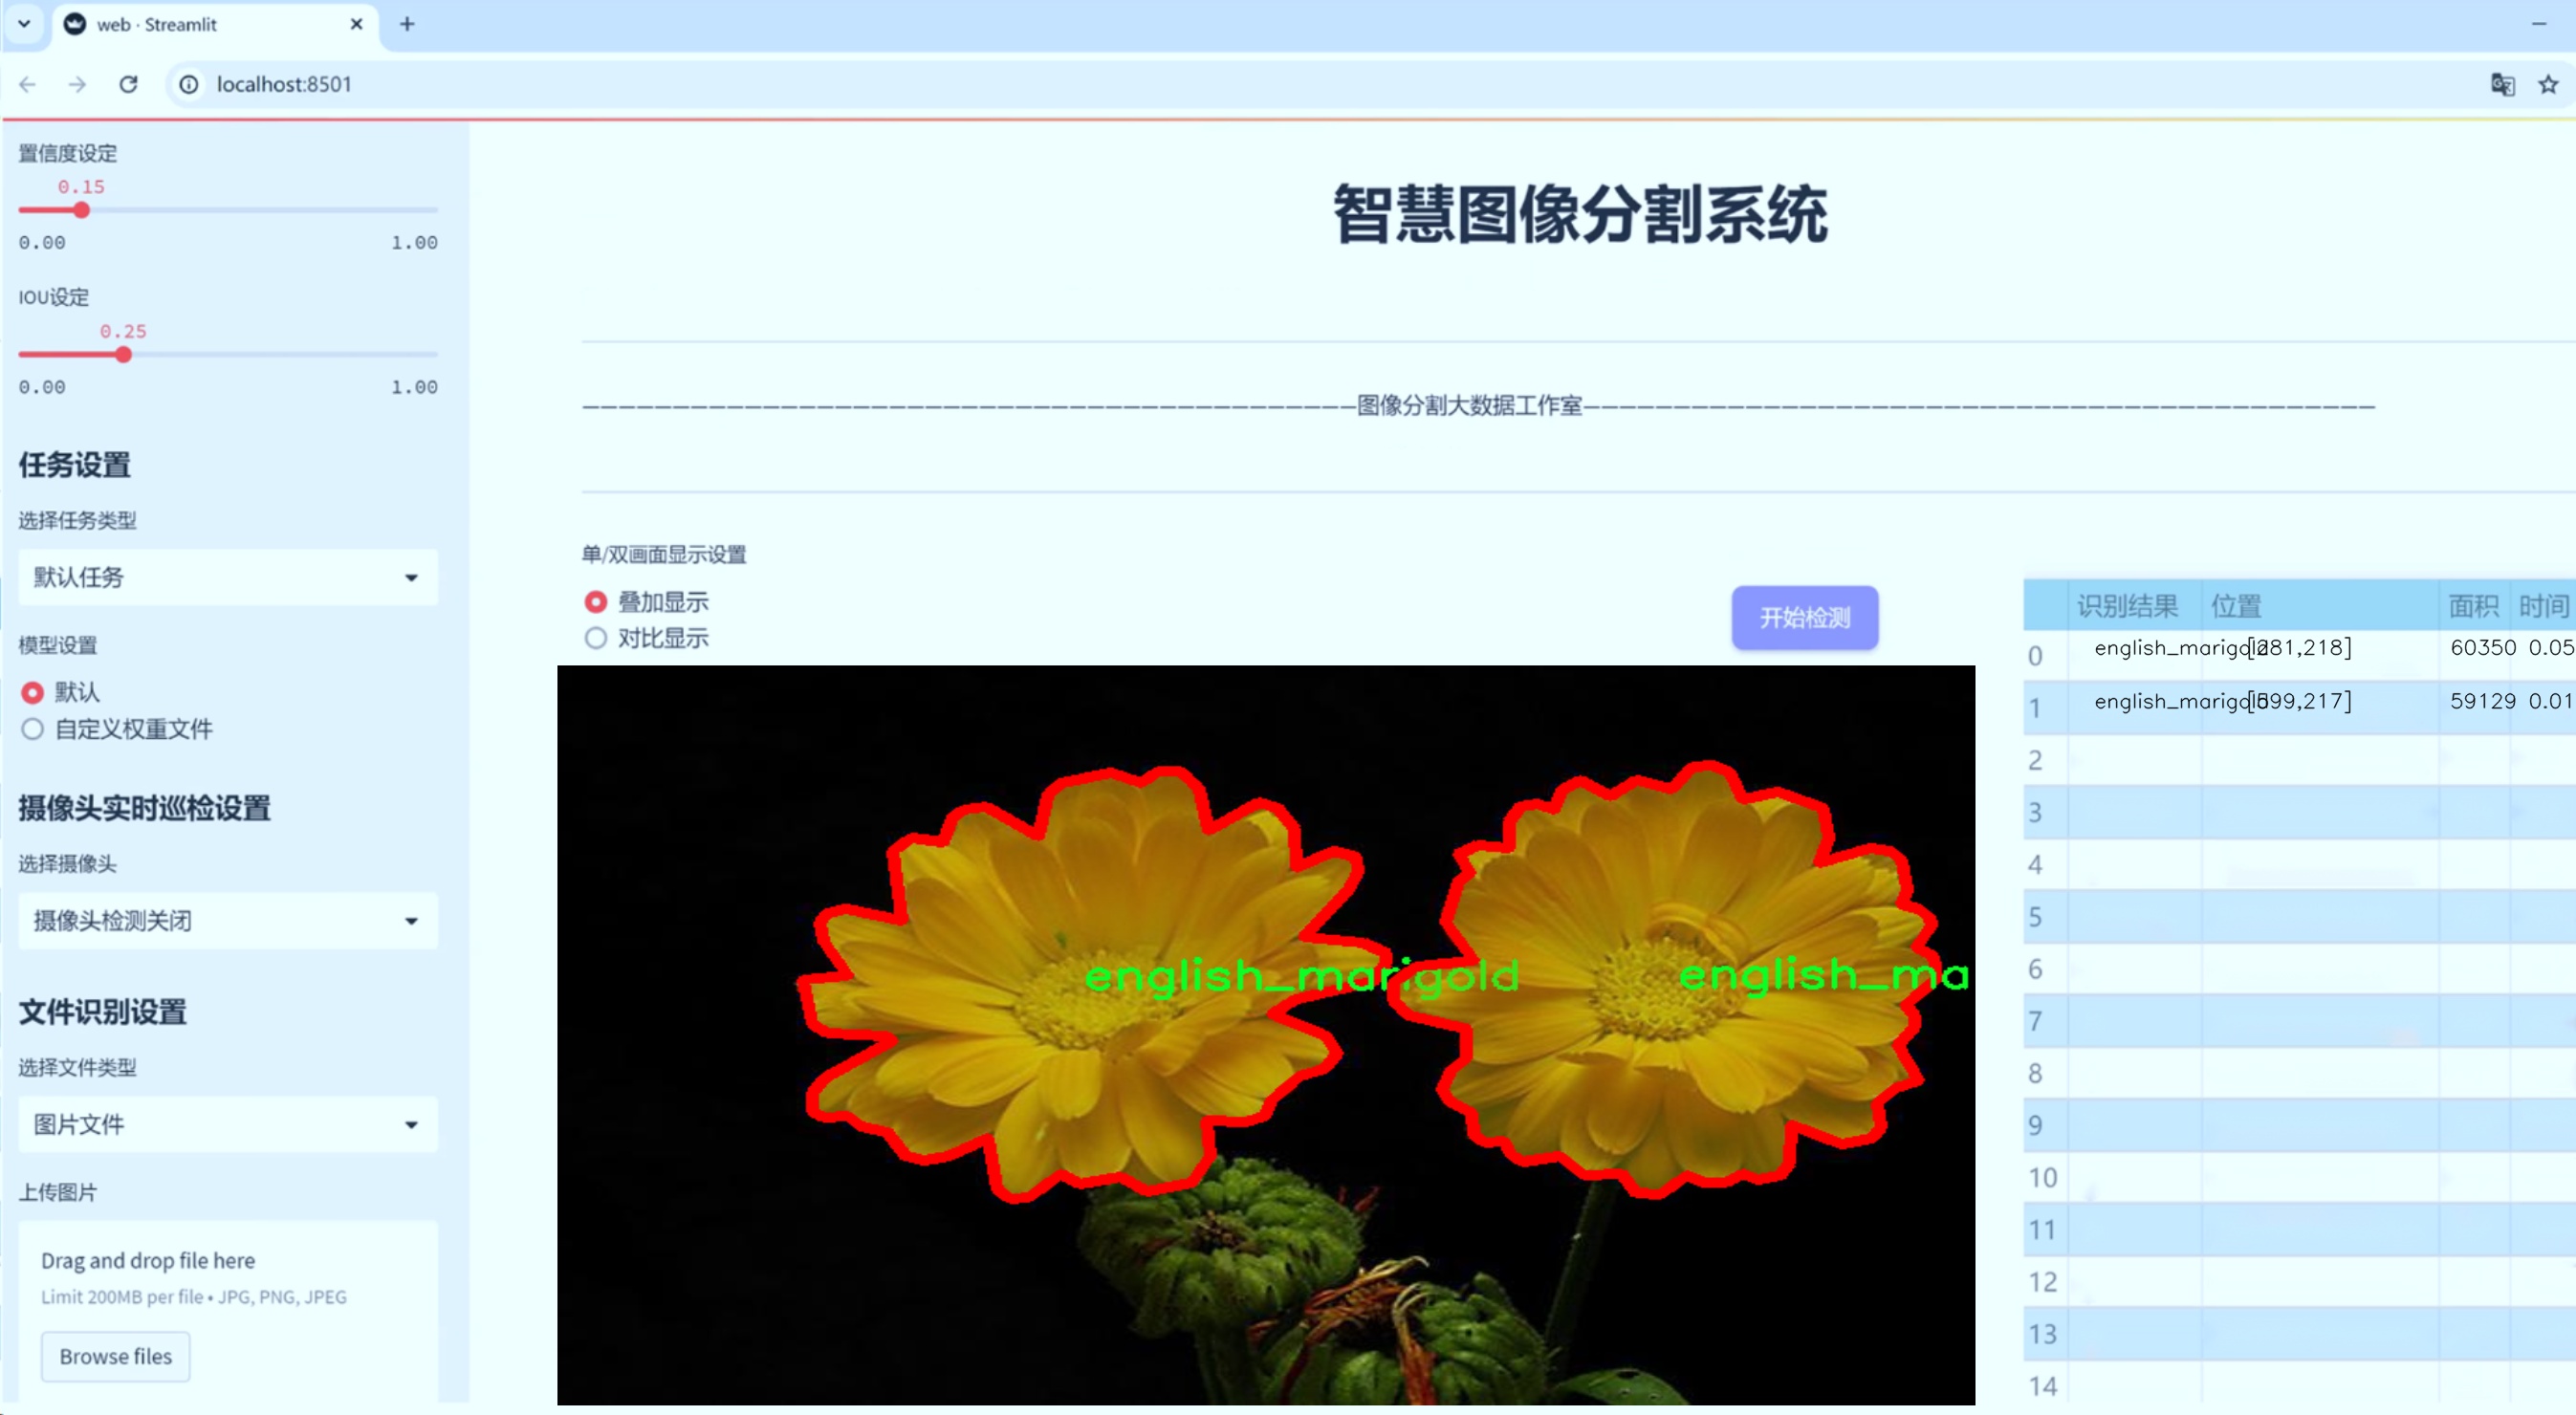 web · Streamlit
localhost:8501
置信度设定
0.15
0.00 1.00
IOU设定
0.25
0.00 1.00
任务设置
选择任务类型
默认任务
模型设置
默认
自定义权重文件
摄像头实时巡检设置
选择摄像头
摄像头检测关闭
文件识别设置
选择文件类型
图片文件
上传图片
Drag and drop file here
Limit 200MB per file • JPG, PNG, JPEG
Browse files
智慧图像分割系统
图像分割大数据工作室
单/双画面显示设置
叠加显示
对比显示
开始检测
english_marigold
english_ma
识别结果 位置 面积 时间
0 english_marigold [281,218] 60350 0.05
1 english_marigold [599,217] 59129 0.01
2
3
4
5
6
7
8
9
10
11
12
13
14